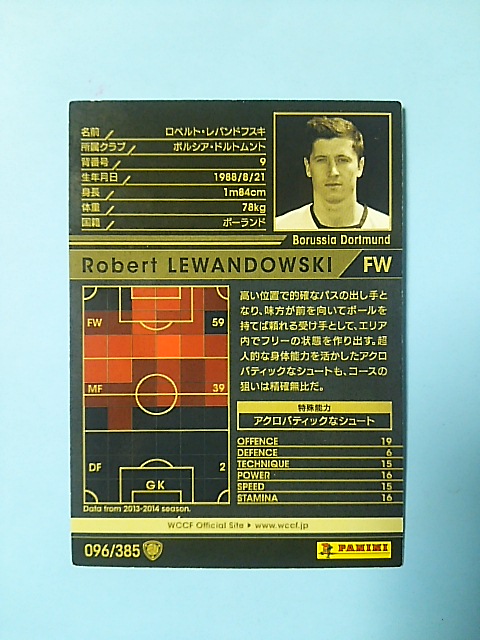 名前 ロベルト・レバンドフスキ
所属クラブ ボルシア・ドルトムント
背番号 9
生年月日 1988/8/21
身長 1m84cm
体重 78kg
国籍 ポーランド
Borussia Dortmund
Robert LEWANDOWSKI FW
FW 59
MF 39
DF 2
GK
Data from 2013-2014 season.
高い位置で的確なパスの出し手と
なり、味方が前を向いてボールを
持てば頼れる受け手として、エリア
内でフリーの状態を作り出す。超
人的な身体能力を活かしたアクロ
バティックなシュートも、コースの
狙いは精確無比だ。
特殊能力
アクロバティックなシュート
OFFENCE 19
DEFENCE 6
TECHNIQUE 15
POWER 16
SPEED 15
STAMINA 16
WCCF Official Site ▶ www.wccf.jp
096/385
PANINI